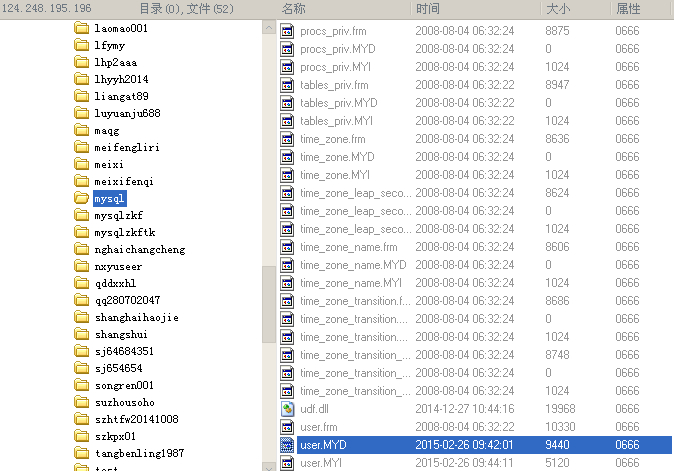 124.248.195.196 目录(0),文件(52) 名称 时间 大小 属性
laomao001
lfymy
lhp2aaa
lhyyh2014
liangat89
luyuanju688
maqg
meifengliri
meixi
meixifenqi
mysql
mysqlzkf
mysqlzkftk
nghaichangcheng
nxyuseer
qddxxhl
qq280702047
shanghaihaojie
shangshui
sj64684351
sj654654
songren001
suzhousoho
szhtfw20141008
szkpx01
tangbenling1987
procs_priv.frm 2008-08-04 06:32:24 8875 0666
procs_priv.MYD 2008-08-04 06:32:24 0 0666
procs_priv.MYI 2008-08-04 06:32:24 1024 0666
tables_priv.frm 2008-08-04 06:32:22 8947 0666
tables_priv.MYD 2008-08-04 06:32:22 0 0666
tables_priv.MYI 2008-08-04 06:32:22 1024 0666
time_zone.frm 2008-08-04 06:32:24 8636 0666
time_zone.MYD 2008-08-04 06:32:24 0 0666
time_zone.MYI 2008-08-04 06:32:24 1024 0666
time_zone_leap_seco... 2008-08-04 06:32:24 8624 0666
time_zone_leap_seco... 2008-08-04 06:32:24 0 0666
time_zone_leap_seco... 2008-08-04 06:32:24 1024 0666
time_zone_name.frm 2008-08-04 06:32:24 8606 0666
time_zone_name.MYD 2008-08-04 06:32:24 0 0666
time_zone_name.MYI 2008-08-04 06:32:24 1024 0666
time_zone_transition.f... 2008-08-04 06:32:24 8686 0666
time_zone_transition.... 2008-08-04 06:32:24 0 0666
time_zone_transition.... 2008-08-04 06:32:24 1024 0666
time_zone_transition_... 2008-08-04 06:32:24 8748 0666
time_zone_transition_... 2008-08-04 06:32:24 0 0666
time_zone_transition_... 2008-08-04 06:32:24 1024 0666
udf.dll 2014-12-27 10:44:16 19968 0666
user.frm 2008-08-04 06:32:22 10330 0666
user.MYD 2015-02-26 09:42:01 9440 0666
user.MYI 2015-02-26 09:44:11 5120 0666